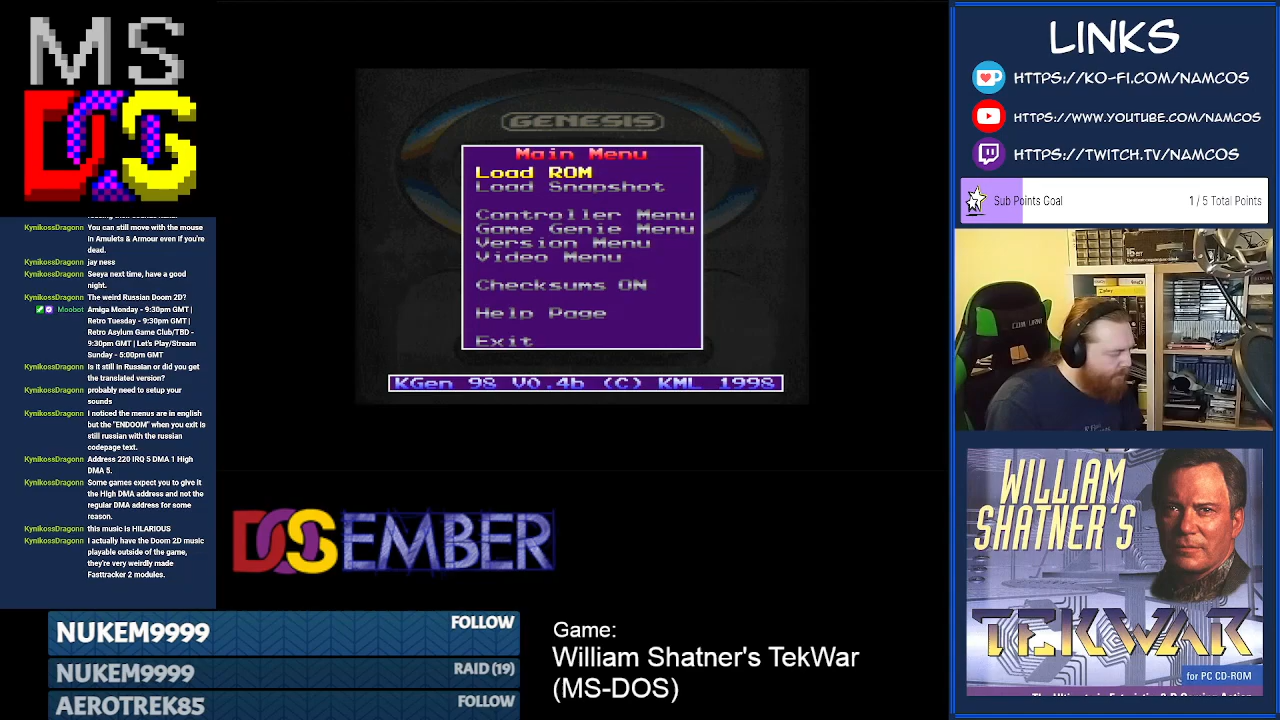 MS
DOS
You can still move with the mouse
KynikossDragonn
in Amulets & Armour even if you're
dead.
KynikossDragonn jay ness
KynikossDragonn Seeya next time, have a good
night.
KynikossDragonn The weird Russian Doom 2D?
Moobot Amiga Monday - 9:30pm GMT |
Retro Tuesday - 9:30pm GMT |
Retro Asylum Game Club/TBD -
9:30pm GMT | Let's Play/Stream
Sunday - 5:00pm GMT
KynikossDragonn Is it still in Russian or did you get
the translated version?
KynikossDragonn probably need to setup your
sounds
KynikossDragonn I noticed the menus are in english
but the "ENDOOM" when you exit is
still russian with the russian
codepage text.
KynikossDragonn Address 220 IRQ 5 DMA 1 High
DMA 5.
KynikossDragonn Some games expect you to give it
the High DMA address and not the
regular DMA address for some
reason.
KynikossDragonn this music is HILARIOUS
KynikossDragonn I actually have the Doom 2D music
playable outside of the game,
they're very weirdly made
Fasttracker 2 modules.
GENESIS
Main Menu
Load ROM
Load Snapshot
Controller Menu
Game Genie Menu
Version Menu
Video Menu
Checksums ON
Help Page
Exit
KGen 98 V0.4b (C) KML 1998
DOSEMBER
NUKEM9999 FOLLOW
NUKEM9999 RAID (19)
AEROTREK85 FOLLOW
Game:
William Shatner's TekWar
(MS-DOS)
LINKS
HTTPS://KO-FI.COM/NAMCOS
HTTPS://WWW.YOUTUBE.COM/NAMCOS
HTTPS://TWITCH.TV/NAMCOS
Sub Points Goal 1 / 5 Total Points
WILLIAM
SHATNER'S
TEKWAR
for PC CD-ROM